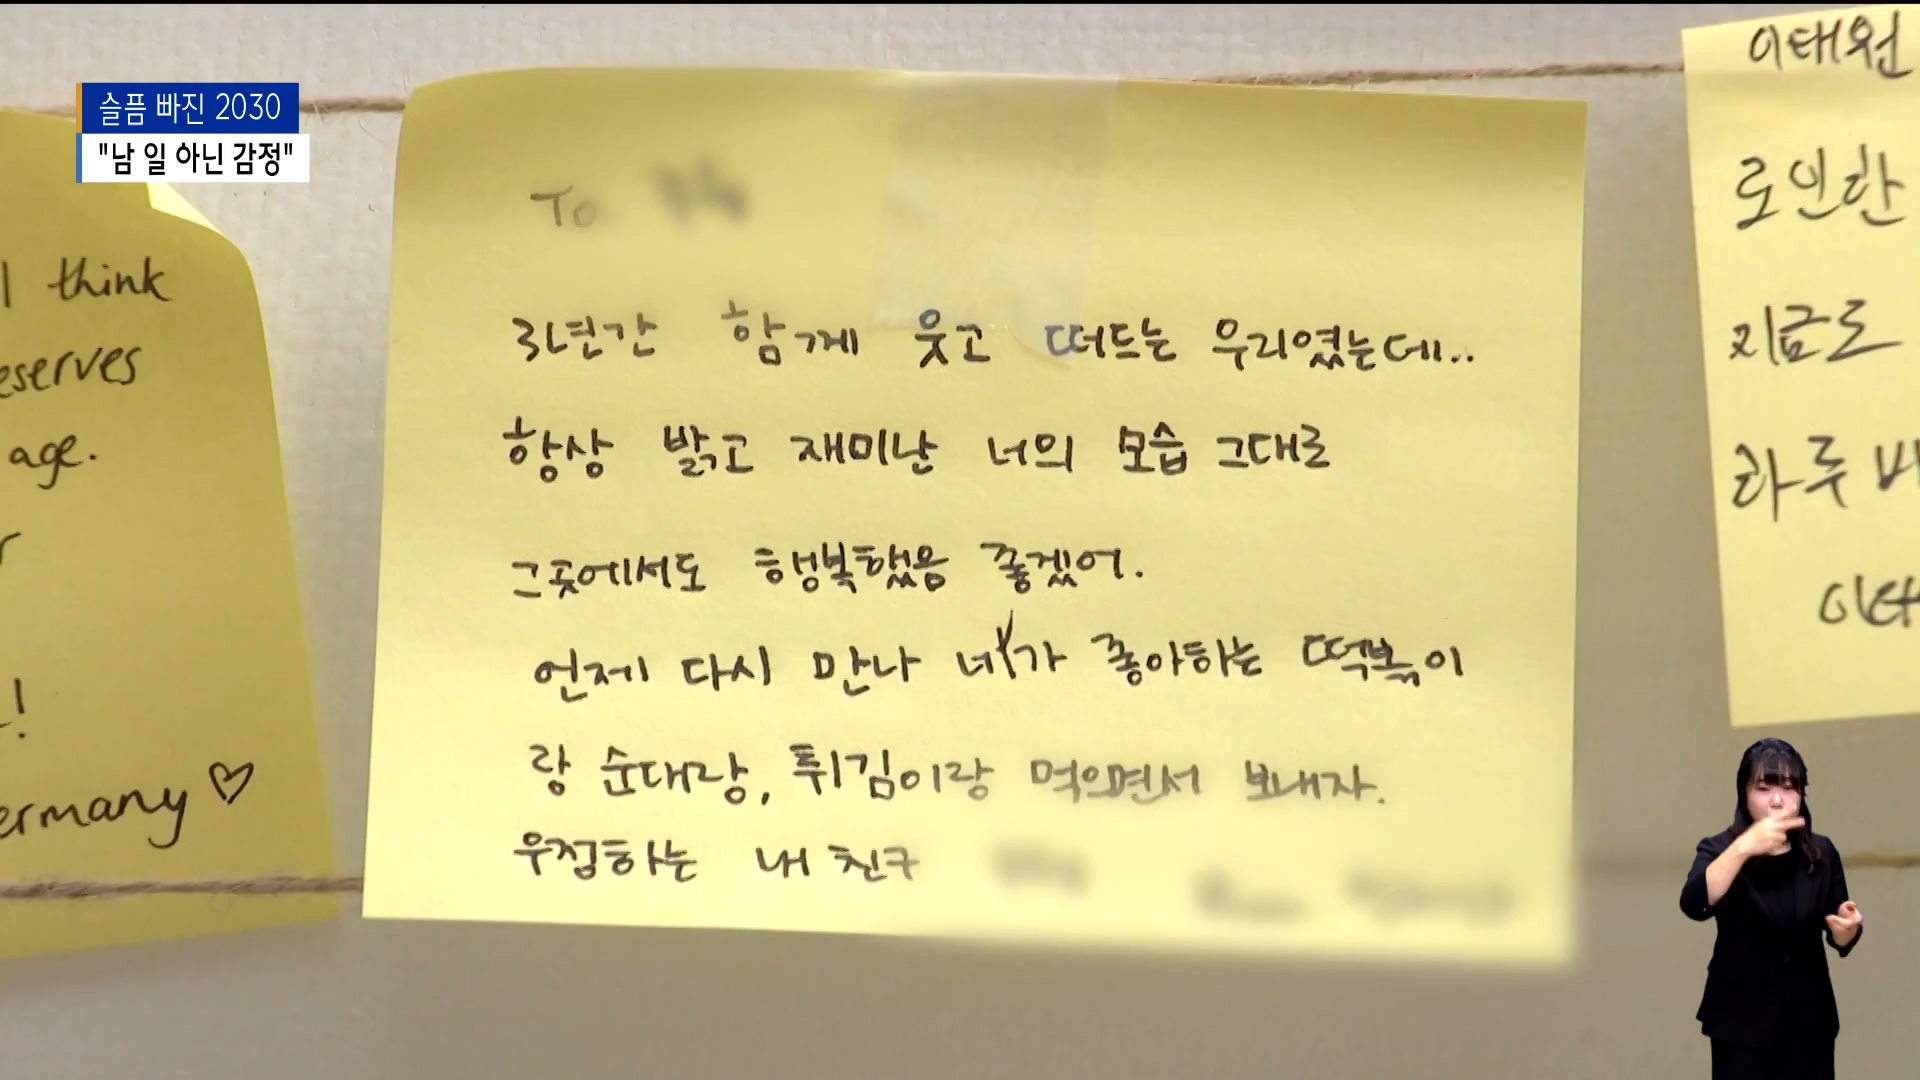 슬픔 빠진 2030
"남 일 아닌 감정"
I think
eserves
age.
r
!
ermany ♡
To
3년간 함께 웃고 떠드는 우리였는데..
항상 밝고 재미난 너의 모습 그대로
그곳에서도 행복했음 좋겠어.
언제 다시 만나 너가 좋아하는 떡볶이
랑 순대랑, 튀김이랑 먹으면서 보내자.
우정하는 내 친구
이태원
로 인한
지금도
하루 
이태